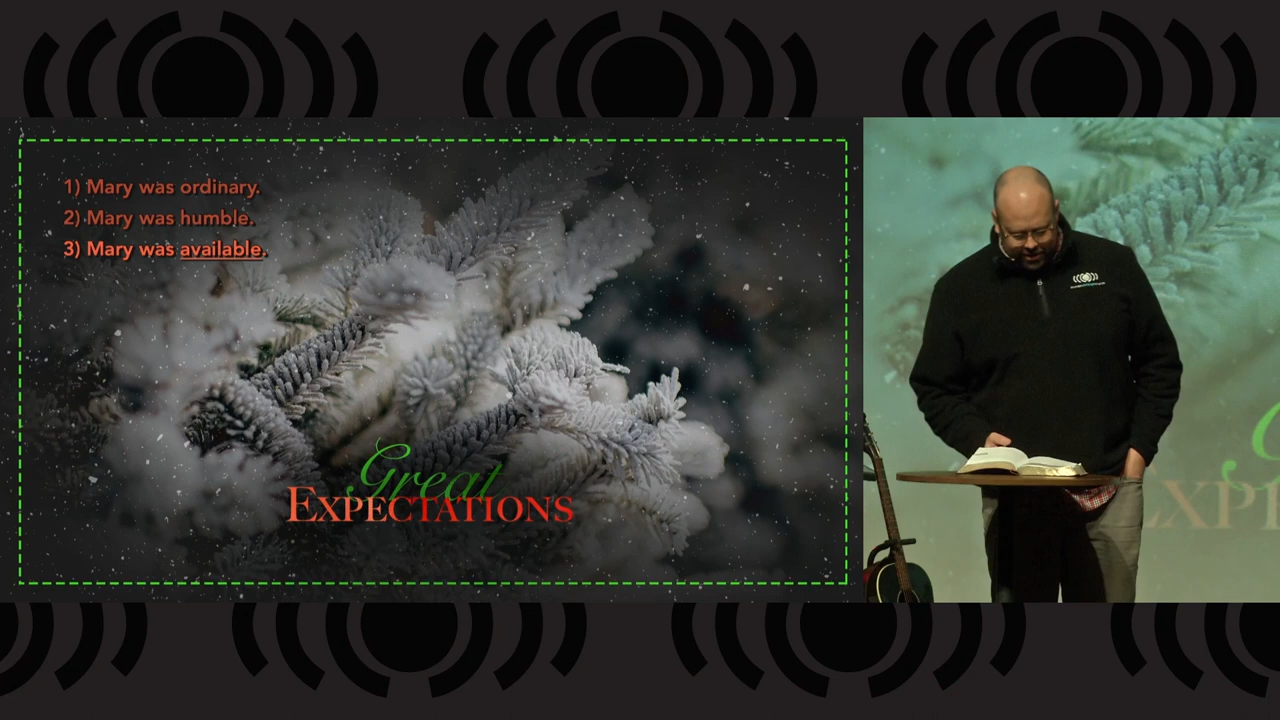 1) Mary was ordinary.
2) Mary was humble.
3) Mary was available.
Great
EXPECTATIONS